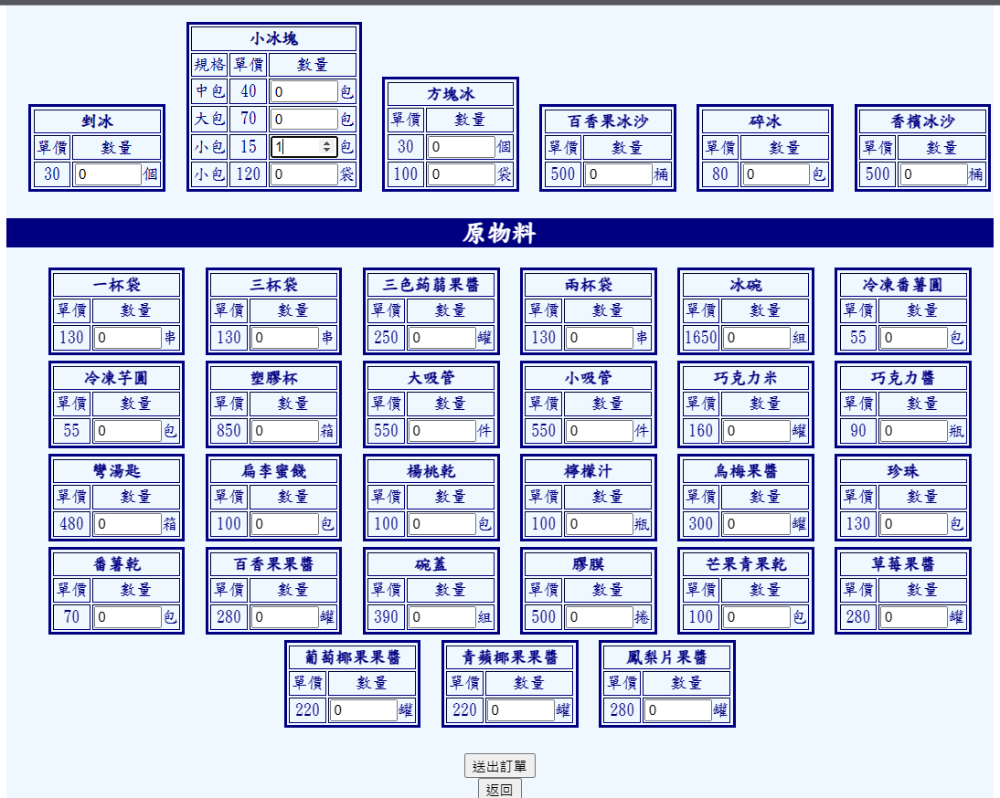 剉冰
單價 數量
30 0 個
小冰塊
規格 單價 數量
中包 40 0 包
大包 70 0 包
小包 15 1 包
小包 120 0 袋
方塊冰
單價 數量
30 0 個
100 0 袋
百香果冰沙
單價 數量
500 0 桶
碎冰
單價 數量
80 0 包
香檳冰沙
單價 數量
500 0 桶
原物料
一杯袋
單價 數量
130 0 串
三杯袋
單價 數量
130 0 串
三色蒟蒻果醬
單價 數量
250 0 罐
兩杯袋
單價 數量
130 0 串
冰碗
單價 數量
1650 0 組
冷凍番薯圓
單價 數量
55 0 包
冷凍芋圓
單價 數量
55 0 包
塑膠杯
單價 數量
850 0 箱
大吸管
單價 數量
550 0 件
小吸管
單價 數量
550 0 件
巧克力米
單價 數量
160 0 罐
巧克力醬
單價 數量
90 0 瓶
彎湯匙
單價 數量
480 0 箱
扁李蜜餞
單價 數量
100 0 包
楊桃乾
單價 數量
100 0 包
檸檬汁
單價 數量
100 0 瓶
烏梅果醬
單價 數量
300 0 罐
珍珠
單價 數量
130 0 包
番薯乾
單價 數量
70 0 包
百香果果醬
單價 數量
280 0 罐
碗蓋
單價 數量
390 0 組
膠膜
單價 數量
500 0 捲
芒果青果乾
單價 數量
100 0 包
草莓果醬
單價 數量
280 0 罐
葡萄椰果果醬
單價 數量
220 0 罐
青蘋椰果果醬
單價 數量
220 0 罐
鳳梨片果醬
單價 數量
280 0 罐
送出訂單
返回